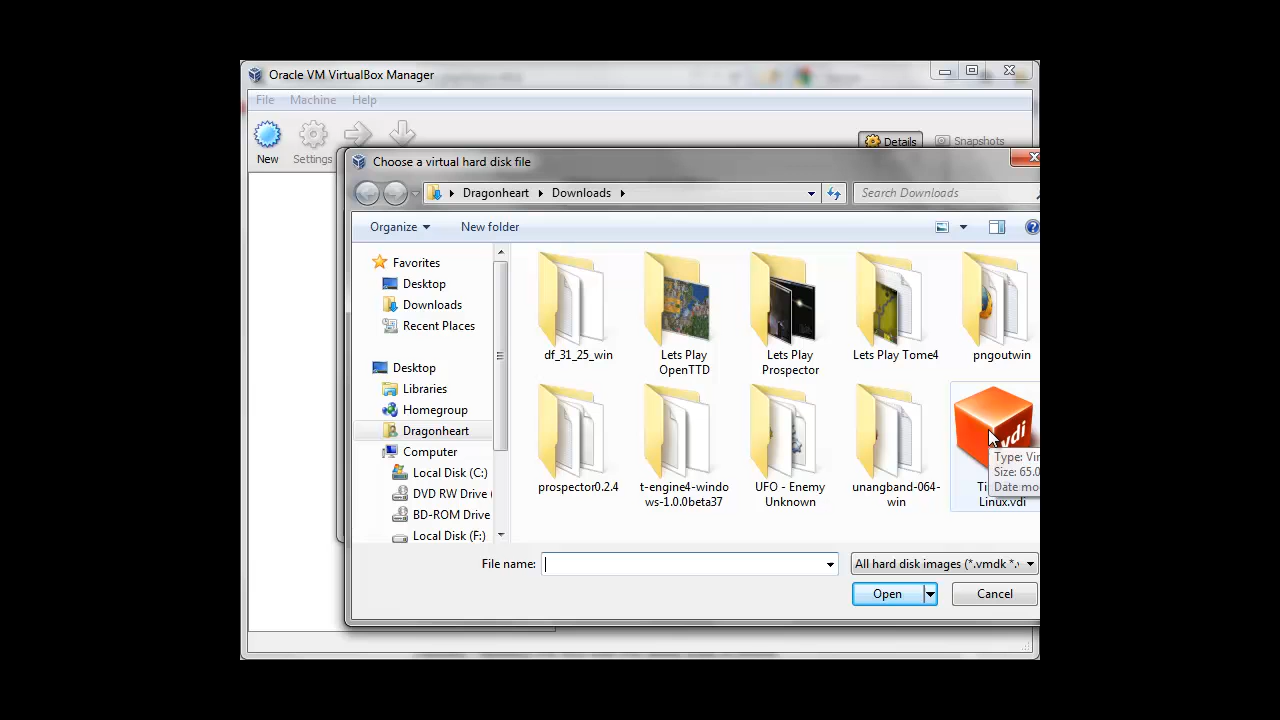 Oracle VM VirtualBox Manager
File Machine Help
New Settings
Details Snapshots
Choose a virtual hard disk file
Dragonheart Downloads
Search Downloads
Organize New folder
Favorites
Desktop
Downloads
Recent Places
Desktop
Libraries
Homegroup
Dragonheart
Computer
Local Disk (C:)
DVD RW Drive
BD-ROM Drive
Local Disk (F:)
df_31_25_win
Lets Play
OpenTTD
Lets Play
Prospector
Lets Play Tome4
pngoutwin
prospector0.2.4
t-engine4-windo
ws-1.0.0beta37
UFO - Enemy
Unknown
unangband-064-
win
vdi
Linux.vdi
Type:
Size: 65.0
Date
File name:
All hard disk images (*.vmdk *.
Open Cancel